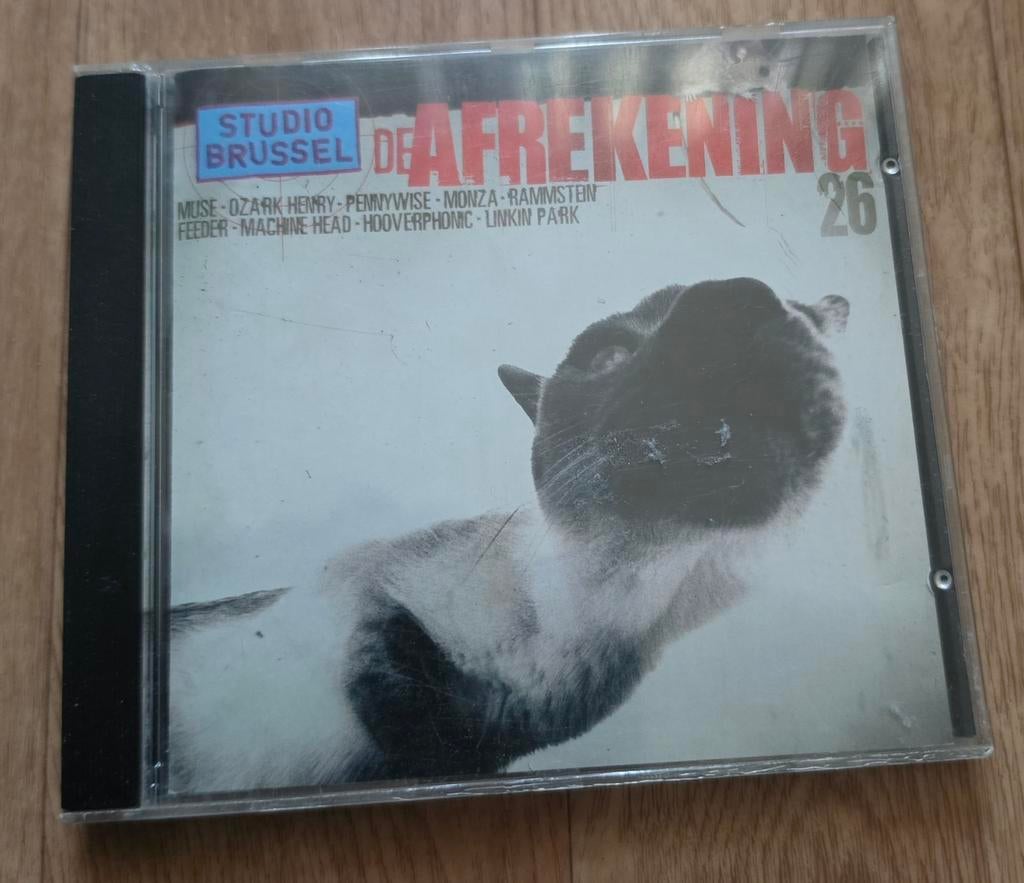 STUDIO
BRUSSEL
DE AFREKENING
26
MUSE - OZARK HENRY - PENNYWISE - MONZA - RAMMSTEIN
FEEDER - MACHINE HEAD - HOOVERPHONIC - LINKIN PARK